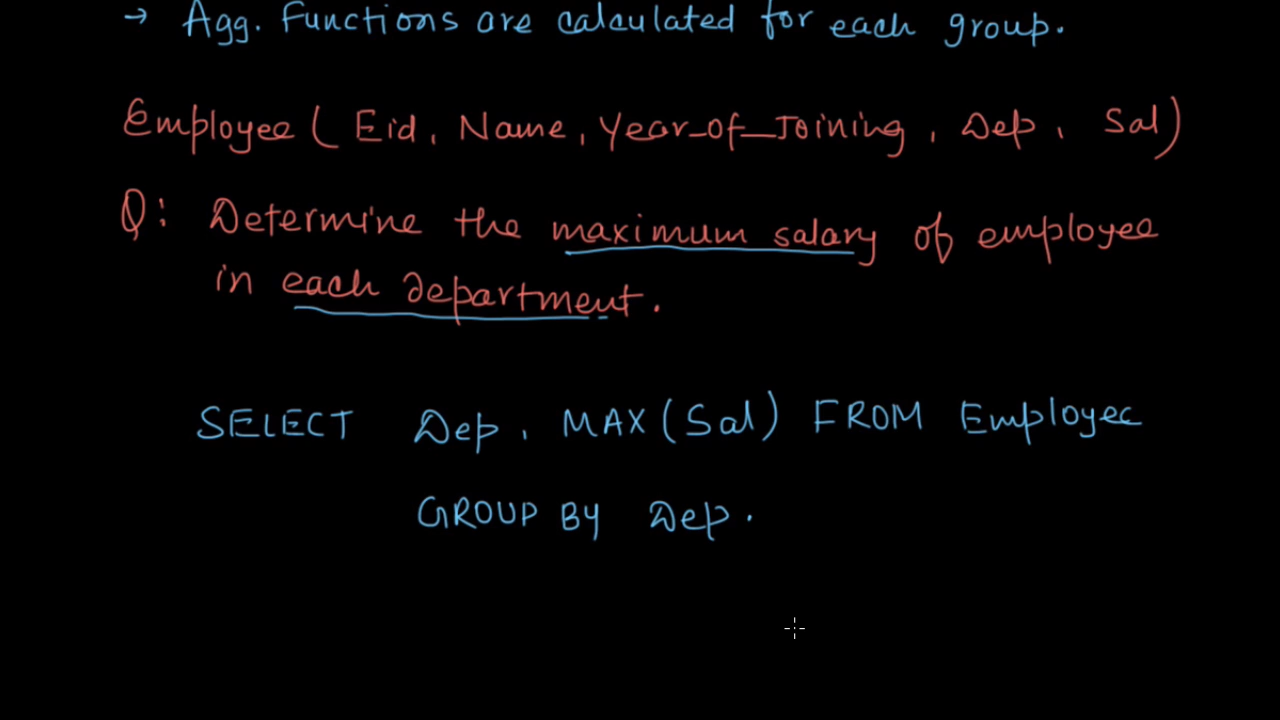 → Agg. Functions are calculated for each group.
Employee ( Eid, Name, Year_of_Joining, Dep, Sal)
Q: Determine the maximum salary of employee
in each department.
SELECT Dep, MAX(Sal) FROM Employee
GROUP BY Dep.